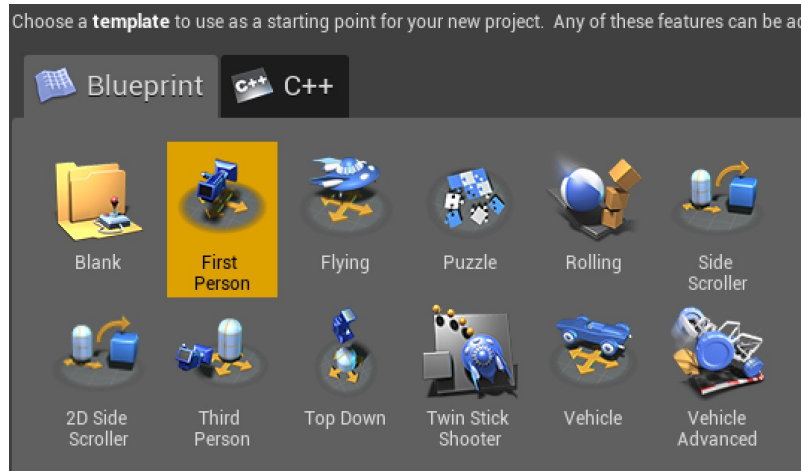 Choose a template to use as a starting point for your new project. Any of these features can be
Blueprint
C++
C++
Blank
First
Person
Flying
Puzzle
Rolling
Side
Scroller
2D Side
Scroller
Third
Person
Top Down
Twin Stick
Shooter
Vehicle
Vehicle
Advanced